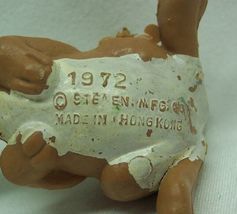 1972
© STEVEN. MFG. CO.
MADE IN HONG KONG